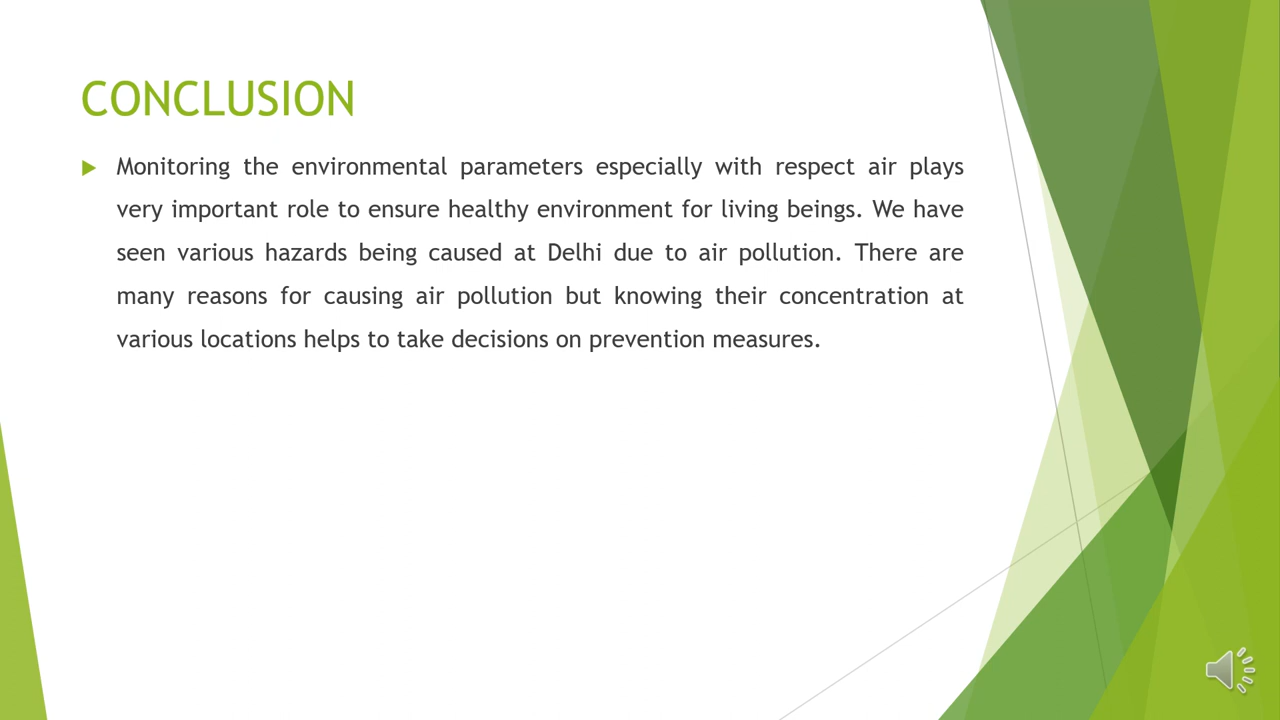 CONCLUSION
Monitoring the environmental parameters especially with respect air plays
very important role to ensure healthy environment for living beings. We have
seen various hazards being caused at Delhi due to air pollution. There are
many reasons for causing air pollution but knowing their concentration at
various locations helps to take decisions on prevention measures.